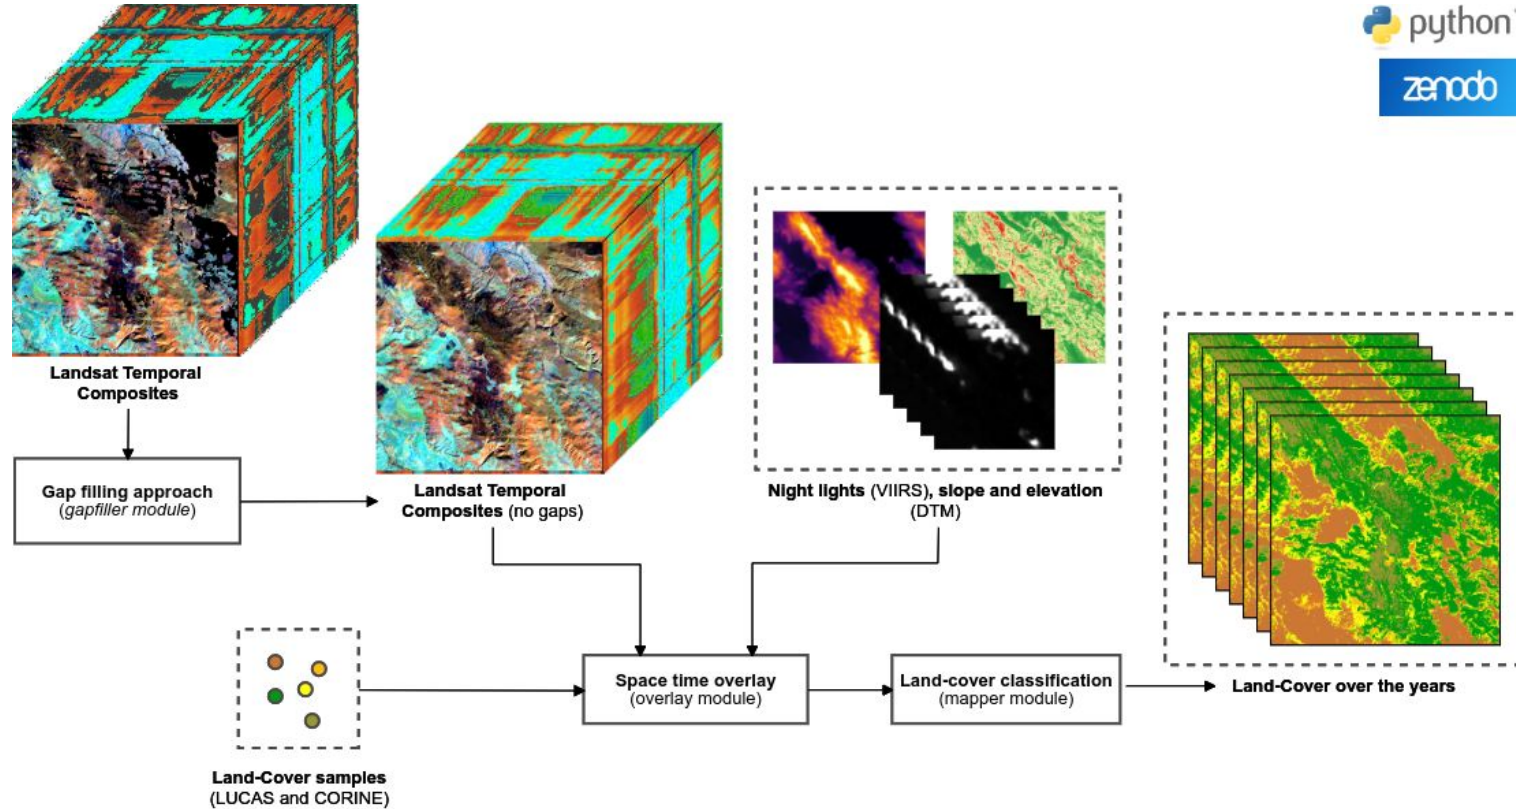 python
zenodo
Landsat Temporal
Composites
Gap filling approach
(gapfiller module)
Landsat Temporal
Composites (no gaps)
Night lights (VIIRS), slope and elevation
(DTM)
Space time overlay
(overlay module)
Land-cover classification
(mapper module)
Land-Cover over the years
Land-Cover samples
(LUCAS and CORINE)